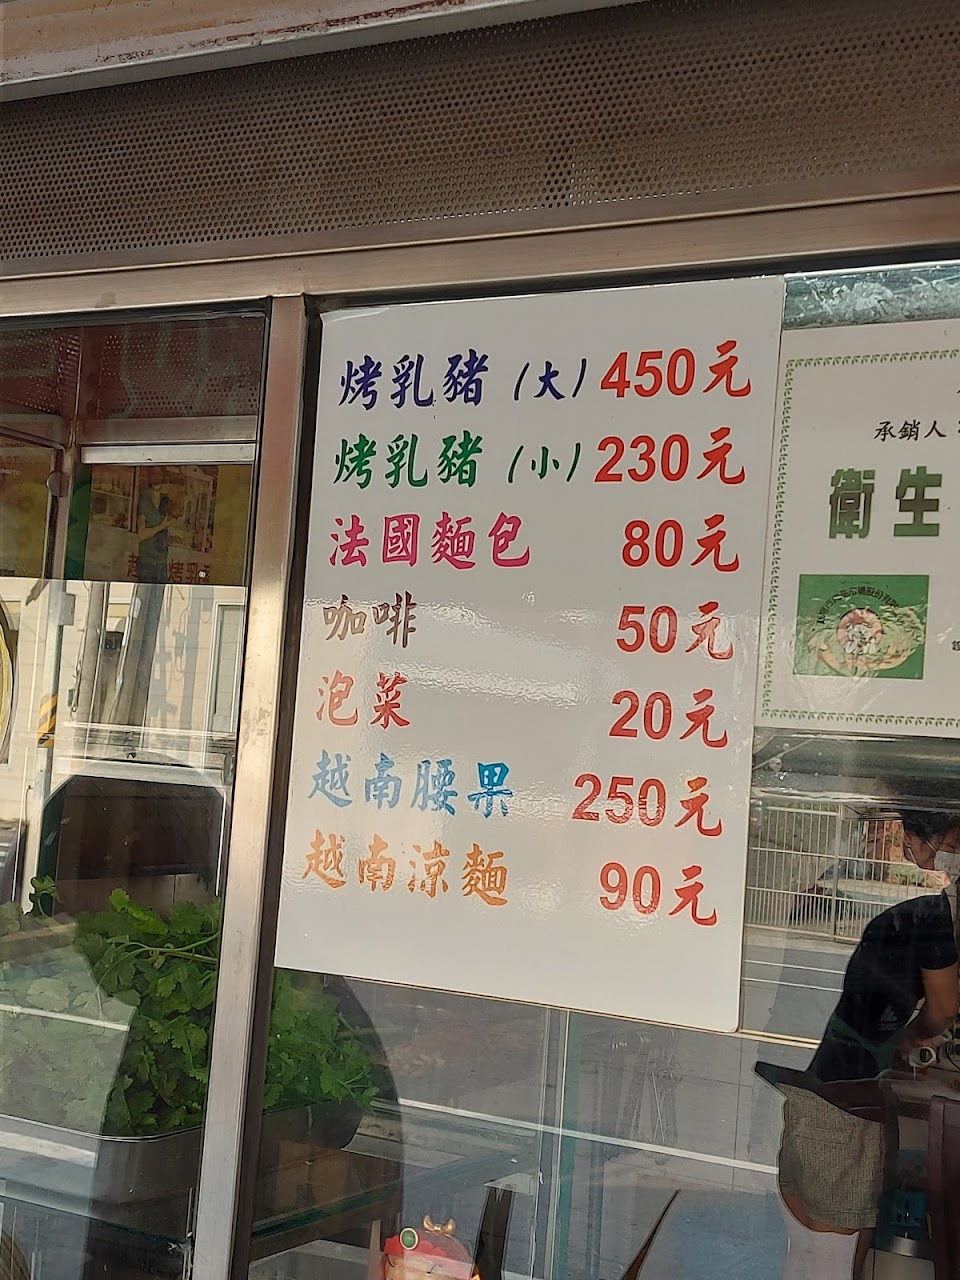 烤乳豬(大)450元
烤乳豬(小)230元
法國麵包 80元
咖啡 50元
泡菜 20元
越南腰果 250元
越南涼麵 90元
承銷人
衛生